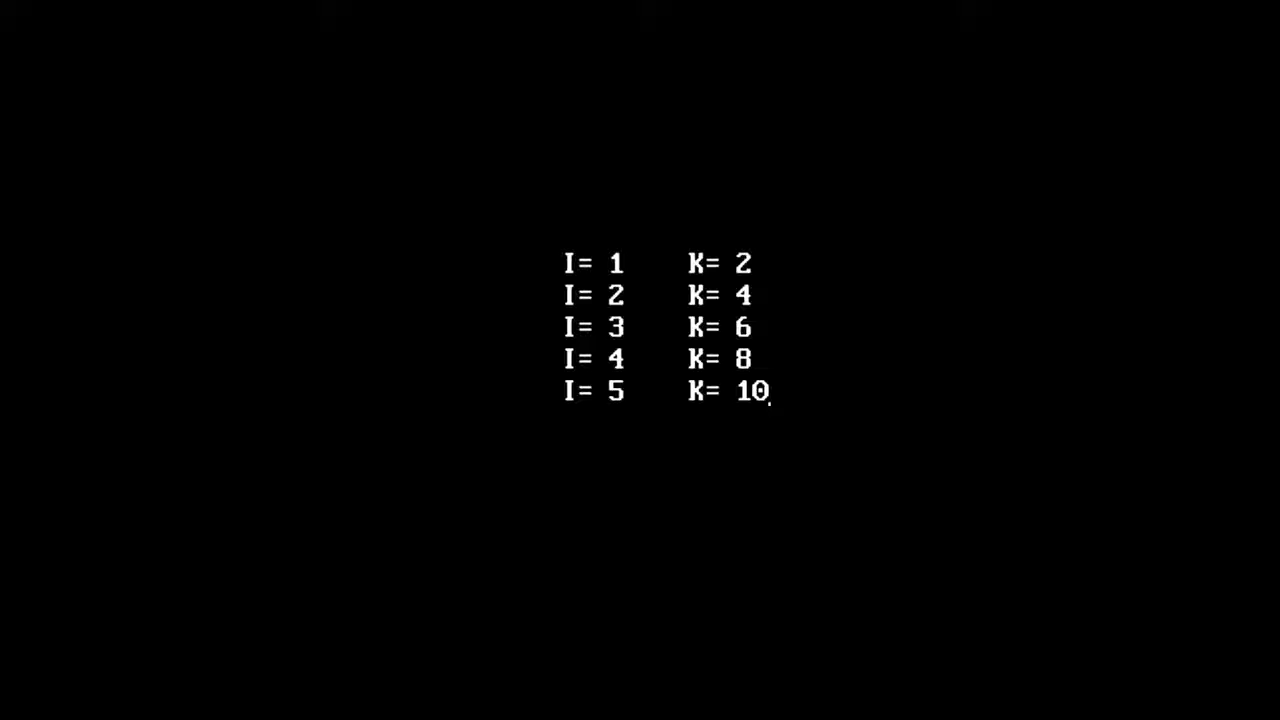 I= 1    K= 2
I= 2    K= 4
I= 3    K= 6
I= 4    K= 8
I= 5    K= 10